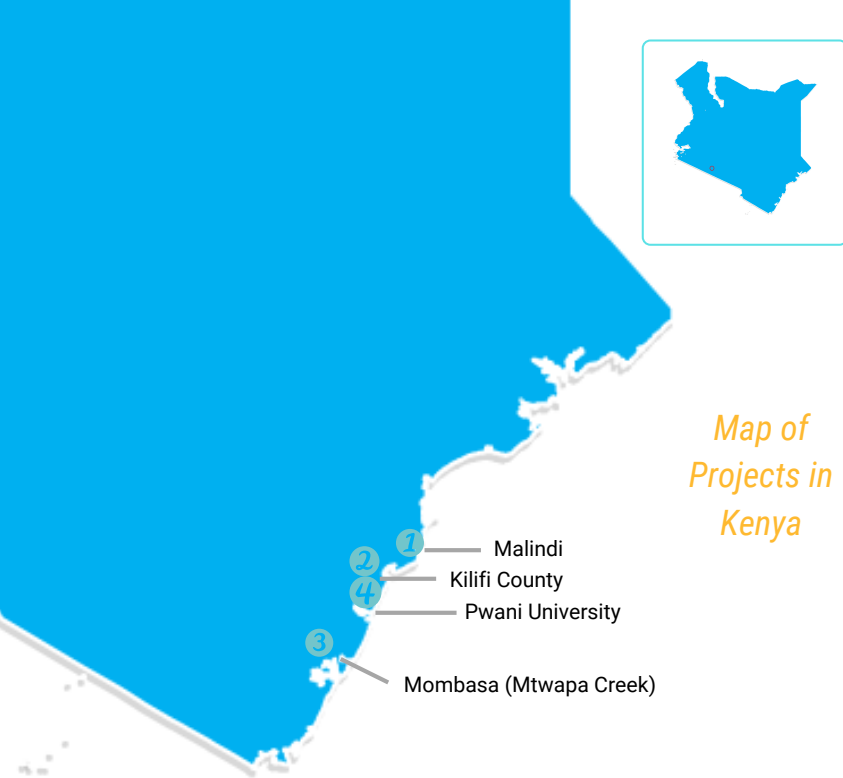 Map of
Projects in
Kenya
1
Malindi
2
Kilifi County
4
Pwani University
3
Mombasa (Mtwapa Creek)